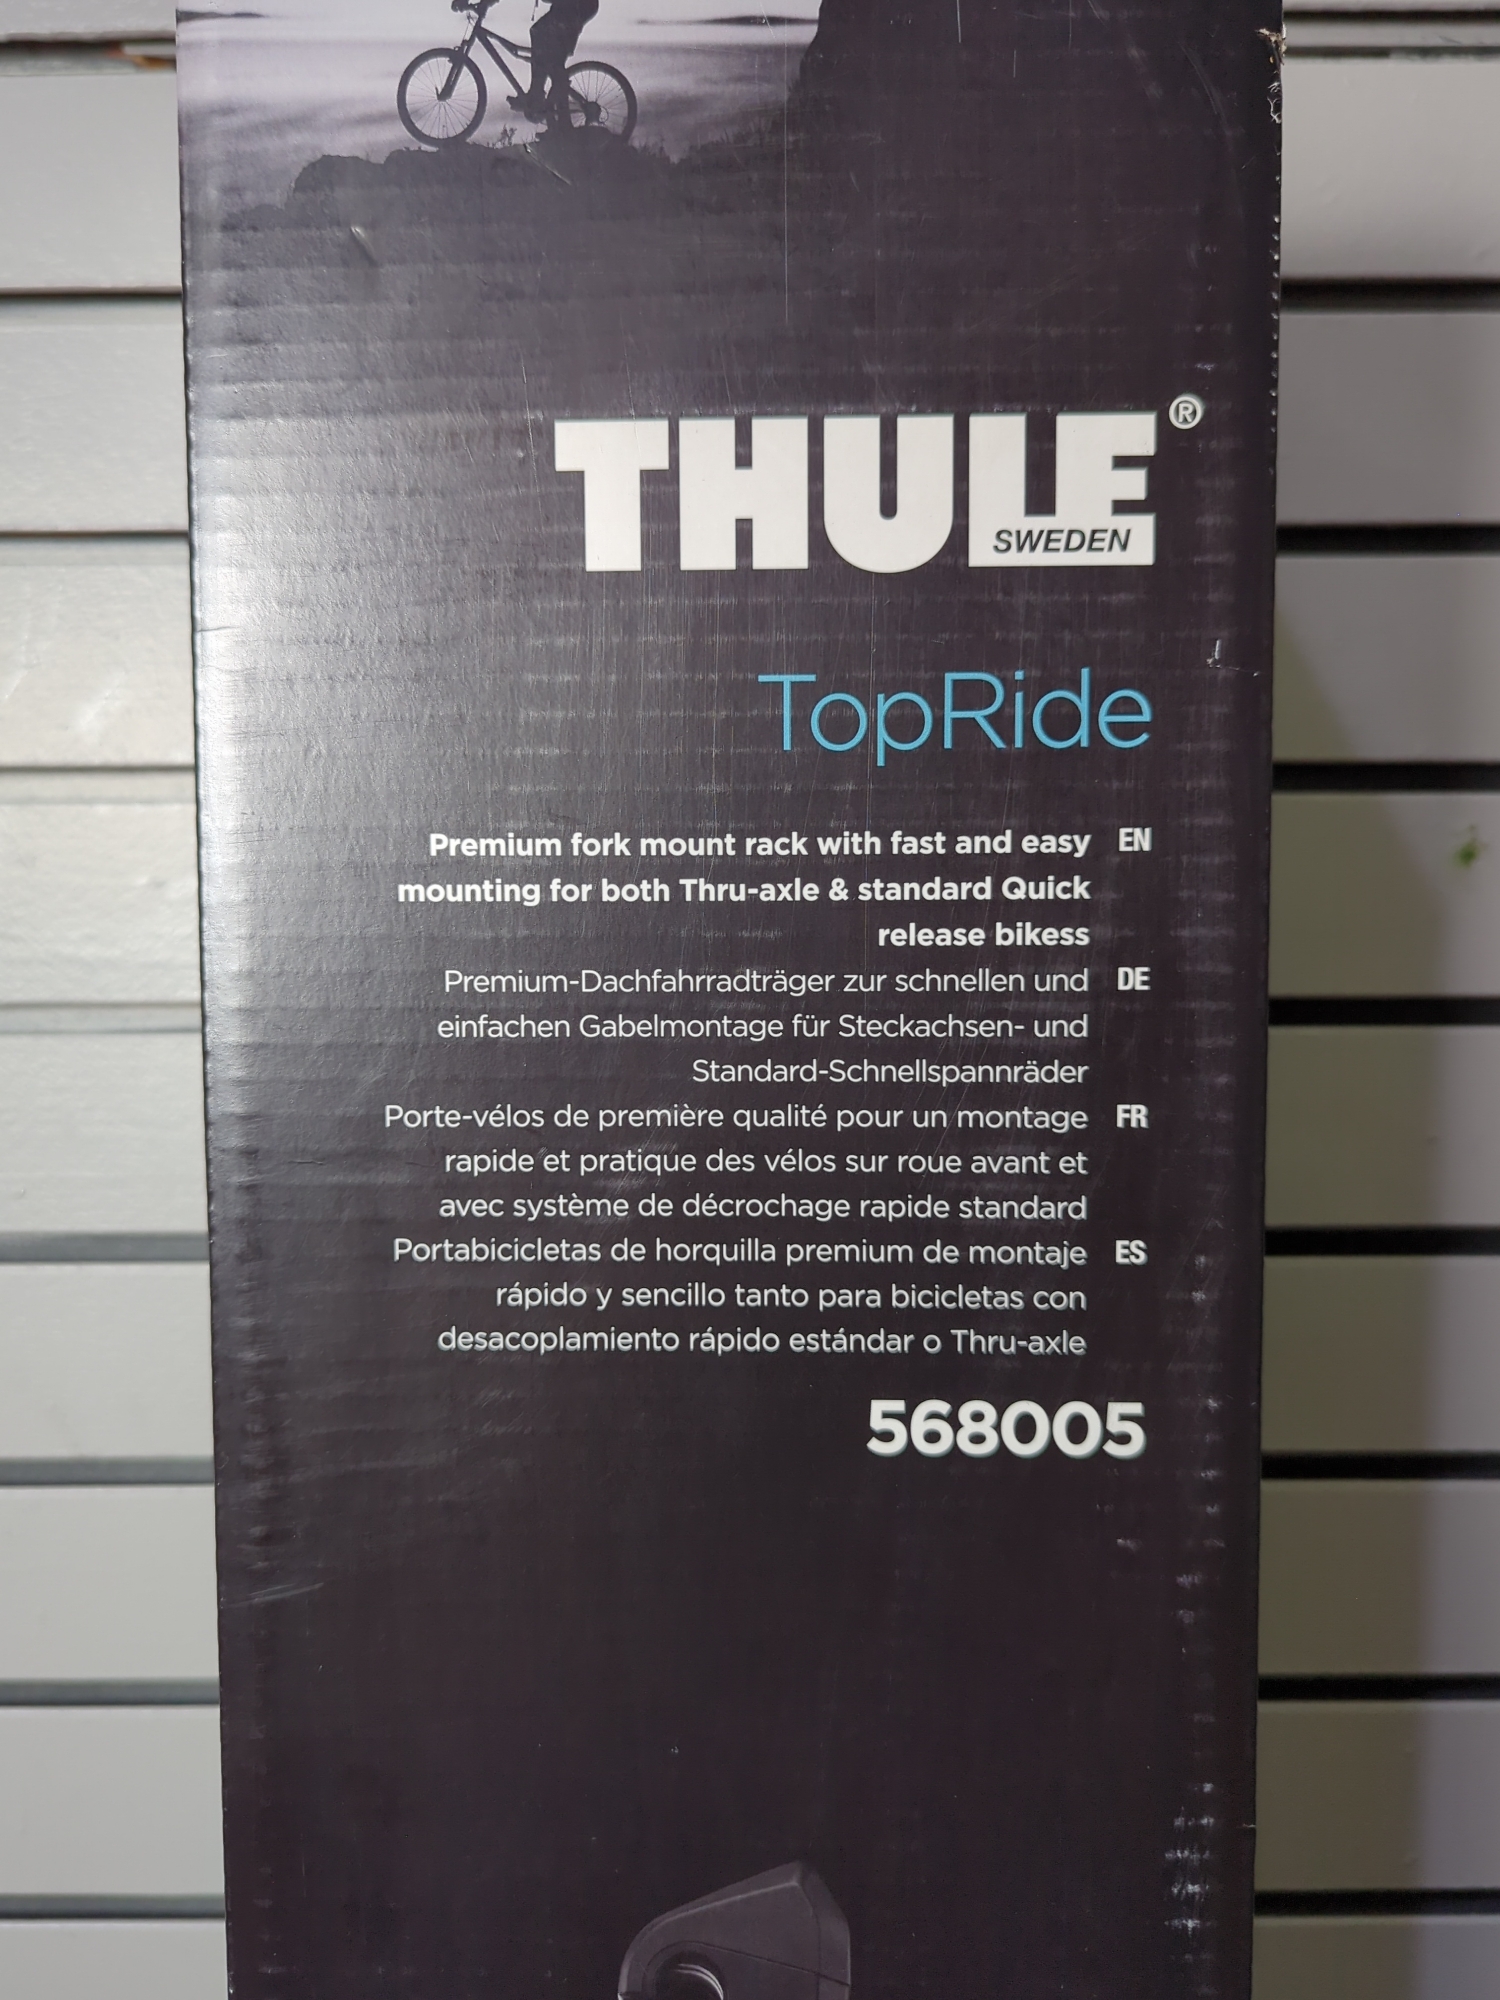 THULE®
SWEDEN
TopRide
Premium fork mount rack with fast and easy EN
mounting for both Thru-axle & standard Quick
release bikess
Premium-Dachfahrradträger zur schnellen und DE
einfachen Gabelmontage für Steckachsen- und
Standard-Schnellspannräder
Porte-vélos de première qualité pour un montage FR
rapide et pratique des vélos sur roue avant et
avec système de décrochage rapide standard
Portabicicletas de horquilla premium de montaje ES
rápido y sencillo tanto para bicicletas con
desacoplamiento rápido estándar o Thru-axle
568005